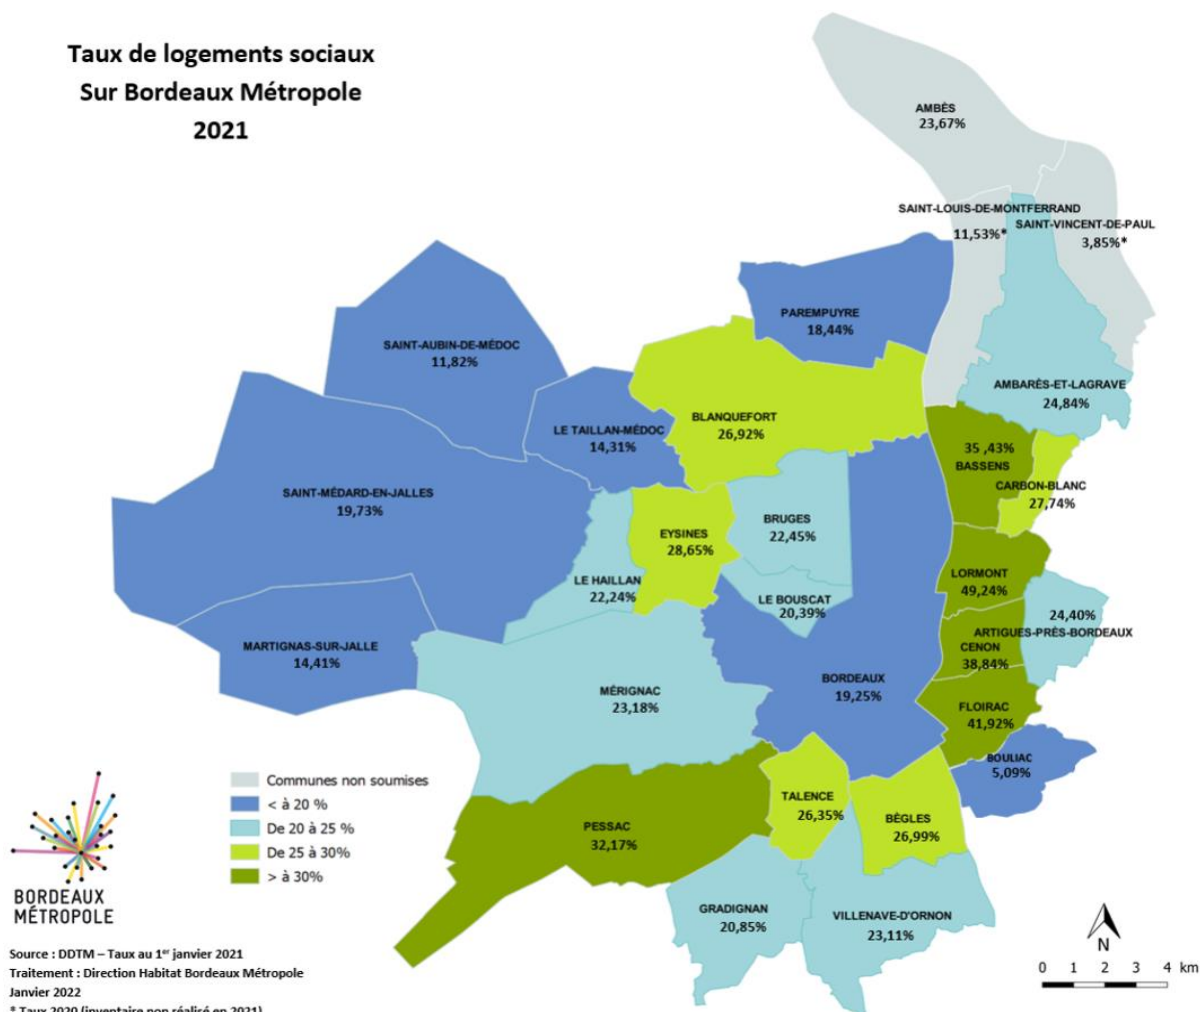 Taux de logements sociaux
Sur Bordeaux Métropole
2021
AMBÈS
23,67%
SAINT-LOUIS-DE-MONTFERRAND
11,53%*
SAINT-VINCENT-DE-PAUL
3,85%*
PAREMPUYRE
18,44%
SAINT-AUBIN-DE-MÉDOC
11,82%
AMBARÈS-ET-LAGRAVE
24,84%
BLANQUEFORT
26,92%
LE TAILLAN-MÉDOC
14,31%
35 ,43%
BASSENS
CARBON-BLANC
27,74%
SAINT-MÉDARD-EN-JALLES
19,73%
BRUGES
22,45%
EYSINES
28,65%
LE HAILLAN
22,24%
LE BOUSCAT
20,39%
LORMONT
49,24%
24,40%
ARTIGUES-PRÈS-BORDEAUX
CENON
38,84%
MARTIGNAS-SUR-JALLE
14,41%
MÉRIGNAC
23,18%
BORDEAUX
19,25%
FLOIRAC
41,92%
BOULIAC
5,09%
TALENCE
26,35%
BÈGLES
26,99%
PESSAC
32,17%
GRADIGNAN
20,85%
VILLENAVE-D'ORNON
23,11%
Communes non soumises
< à 20 %
De 20 à 25 %
De 25 à 30%
> à 30%
BORDEAUX
MÉTROPOLE
Source : DDTM – Taux au 1er janvier 2021
Traitement : Direction Habitat Bordeaux Métropole
Janvier 2022
* Taux 2020 (inventaire non réalisé en 2021)
N
0 1 2 3 4 km